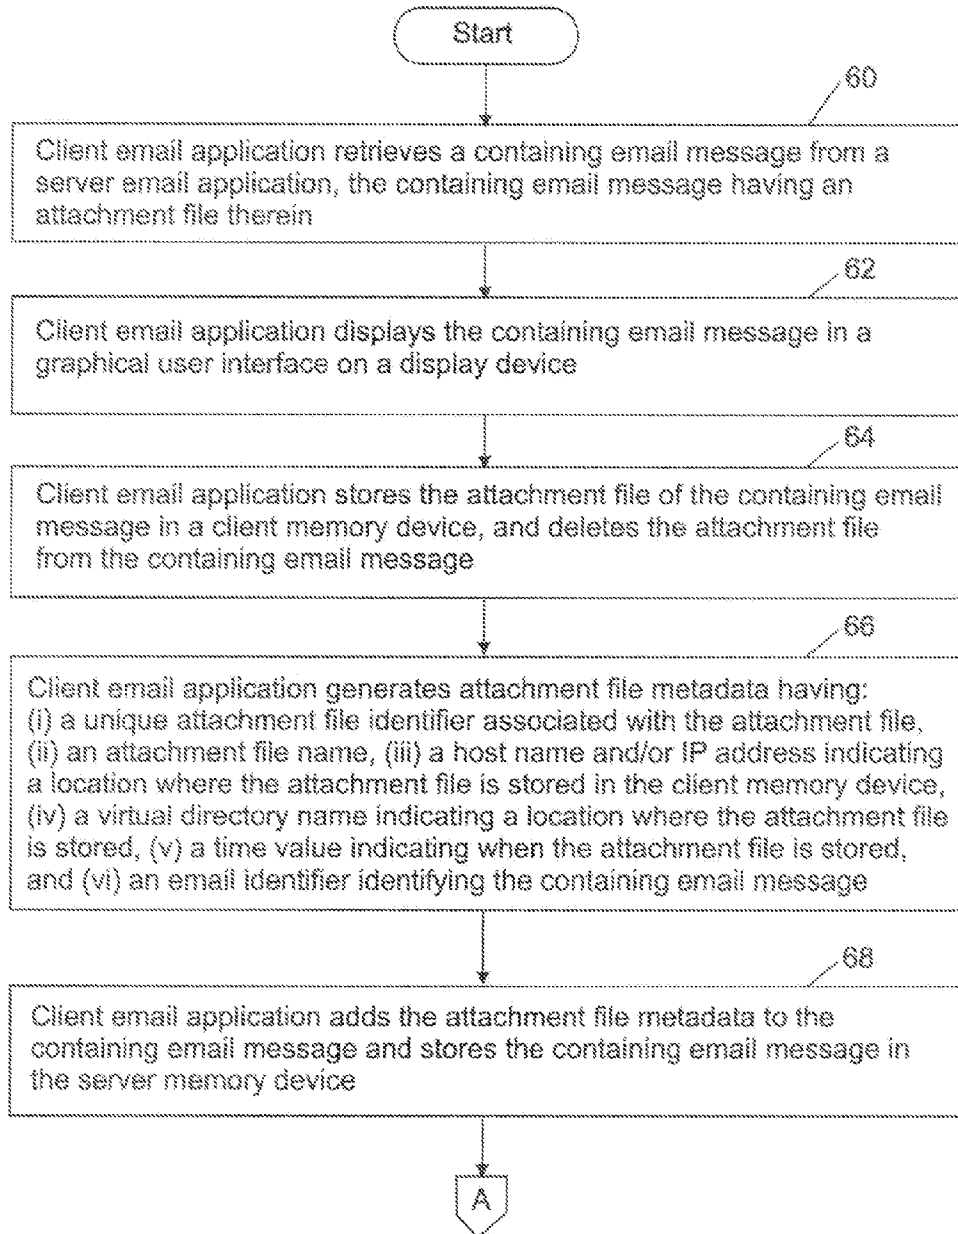 Start
60
Client email application retrieves a containing email message from a
server email application, the containing email message having an
attachment file therein
62
Client email application displays the containing email message in a
graphical user interface on a display device
64
Client email application stores the attachment file of the containing email
message in a client memory device, and deletes the attachment file
from the containing email message
66
Client email application generates attachment file metadata having:
(i) a unique attachment file identifier associated with the attachment file,
(ii) an attachment file name, (iii) a host name and/or IP address indicating
a location where the attachment file is stored in the client memory device,
(iv) a virtual directory name indicating a location where the attachment file
is stored, (v) a time value indicating when the attachment file is stored,
and (vi) an email identifier identifying the containing email message
68
Client email application adds the attachment file metadata to the
containing email message and stores the containing email message in
the server memory device
A